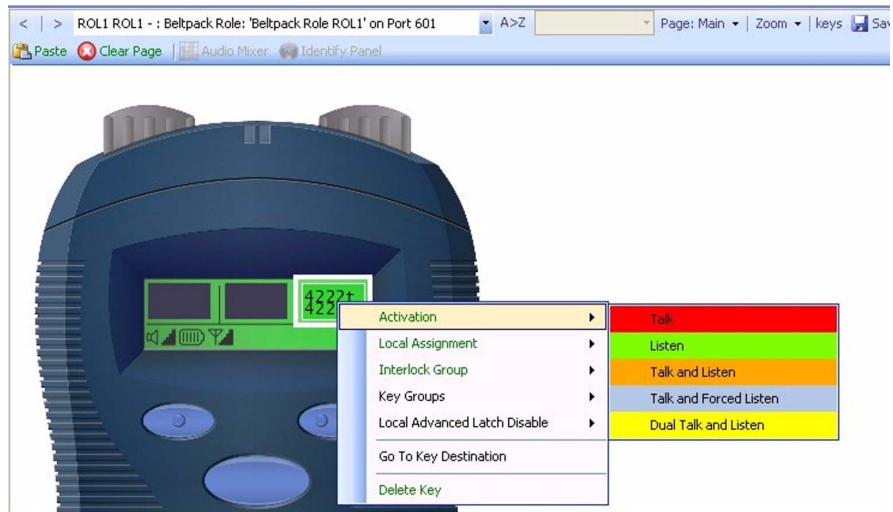 < | > ROL1 ROL1 - : Beltpack Role: 'Beltpack Role ROL1' on Port 601 A>Z Page: Main | Zoom | keys Sav
Paste Clear Page Audio Mixer Identify Panel
4222t
422
Activation
Local Assignment
Interlock Group
Key Groups
Local Advanced Latch Disable
Go To Key Destination
Delete Key
Talk
Listen
Talk and Listen
Talk and Forced Listen
Dual Talk and Listen